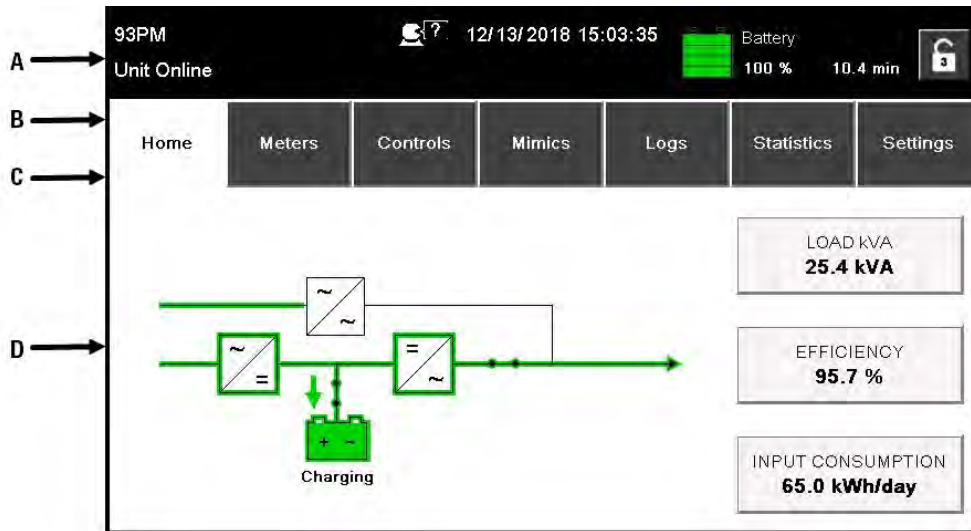 93PM
? 12/13/2018 15:03:35
Battery
3
Unit Online
100 % 10.4 min
A
B
Home Meters Controls Mimics Logs Statistics Settings
C
LOAD kVA
25.4 kVA
~
~
D
~
=
=
~
EFFICIENCY
95.7 %
+ -
Charging
INPUT CONSUMPTION
65.0 kWh/day